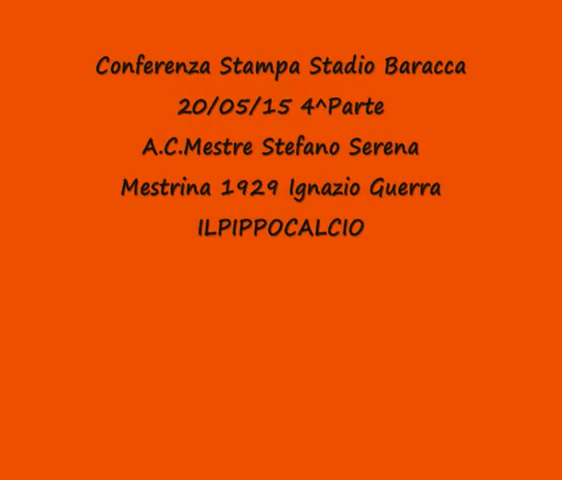 Conferenza Stampa Stadio Baracca
20/05/15 4^Parte
A.C.Mestre Stefano Serena
Mestrina 1929 Ignazio Guerra
ILPIPPOCALCIO